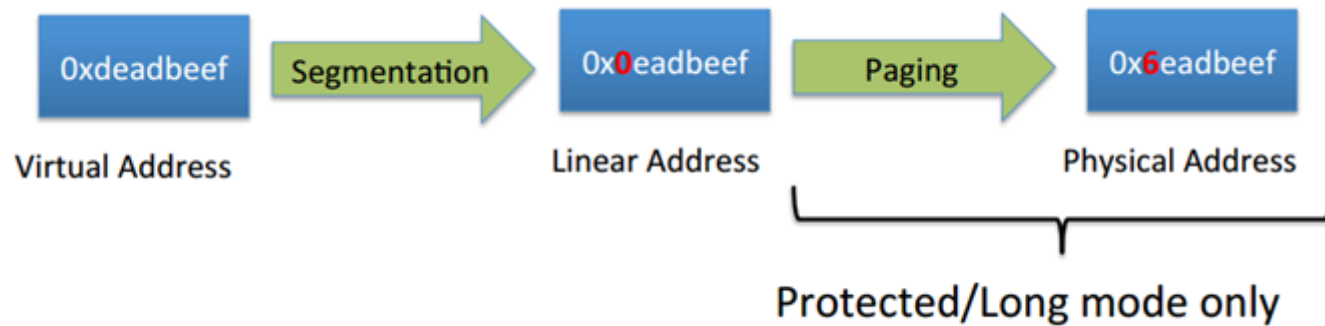 0xdeadbeef
Segmentation
0x0eadbeef
Paging
0x6eadbeef
Virtual Address
Linear Address
Physical Address
Protected/Long mode only